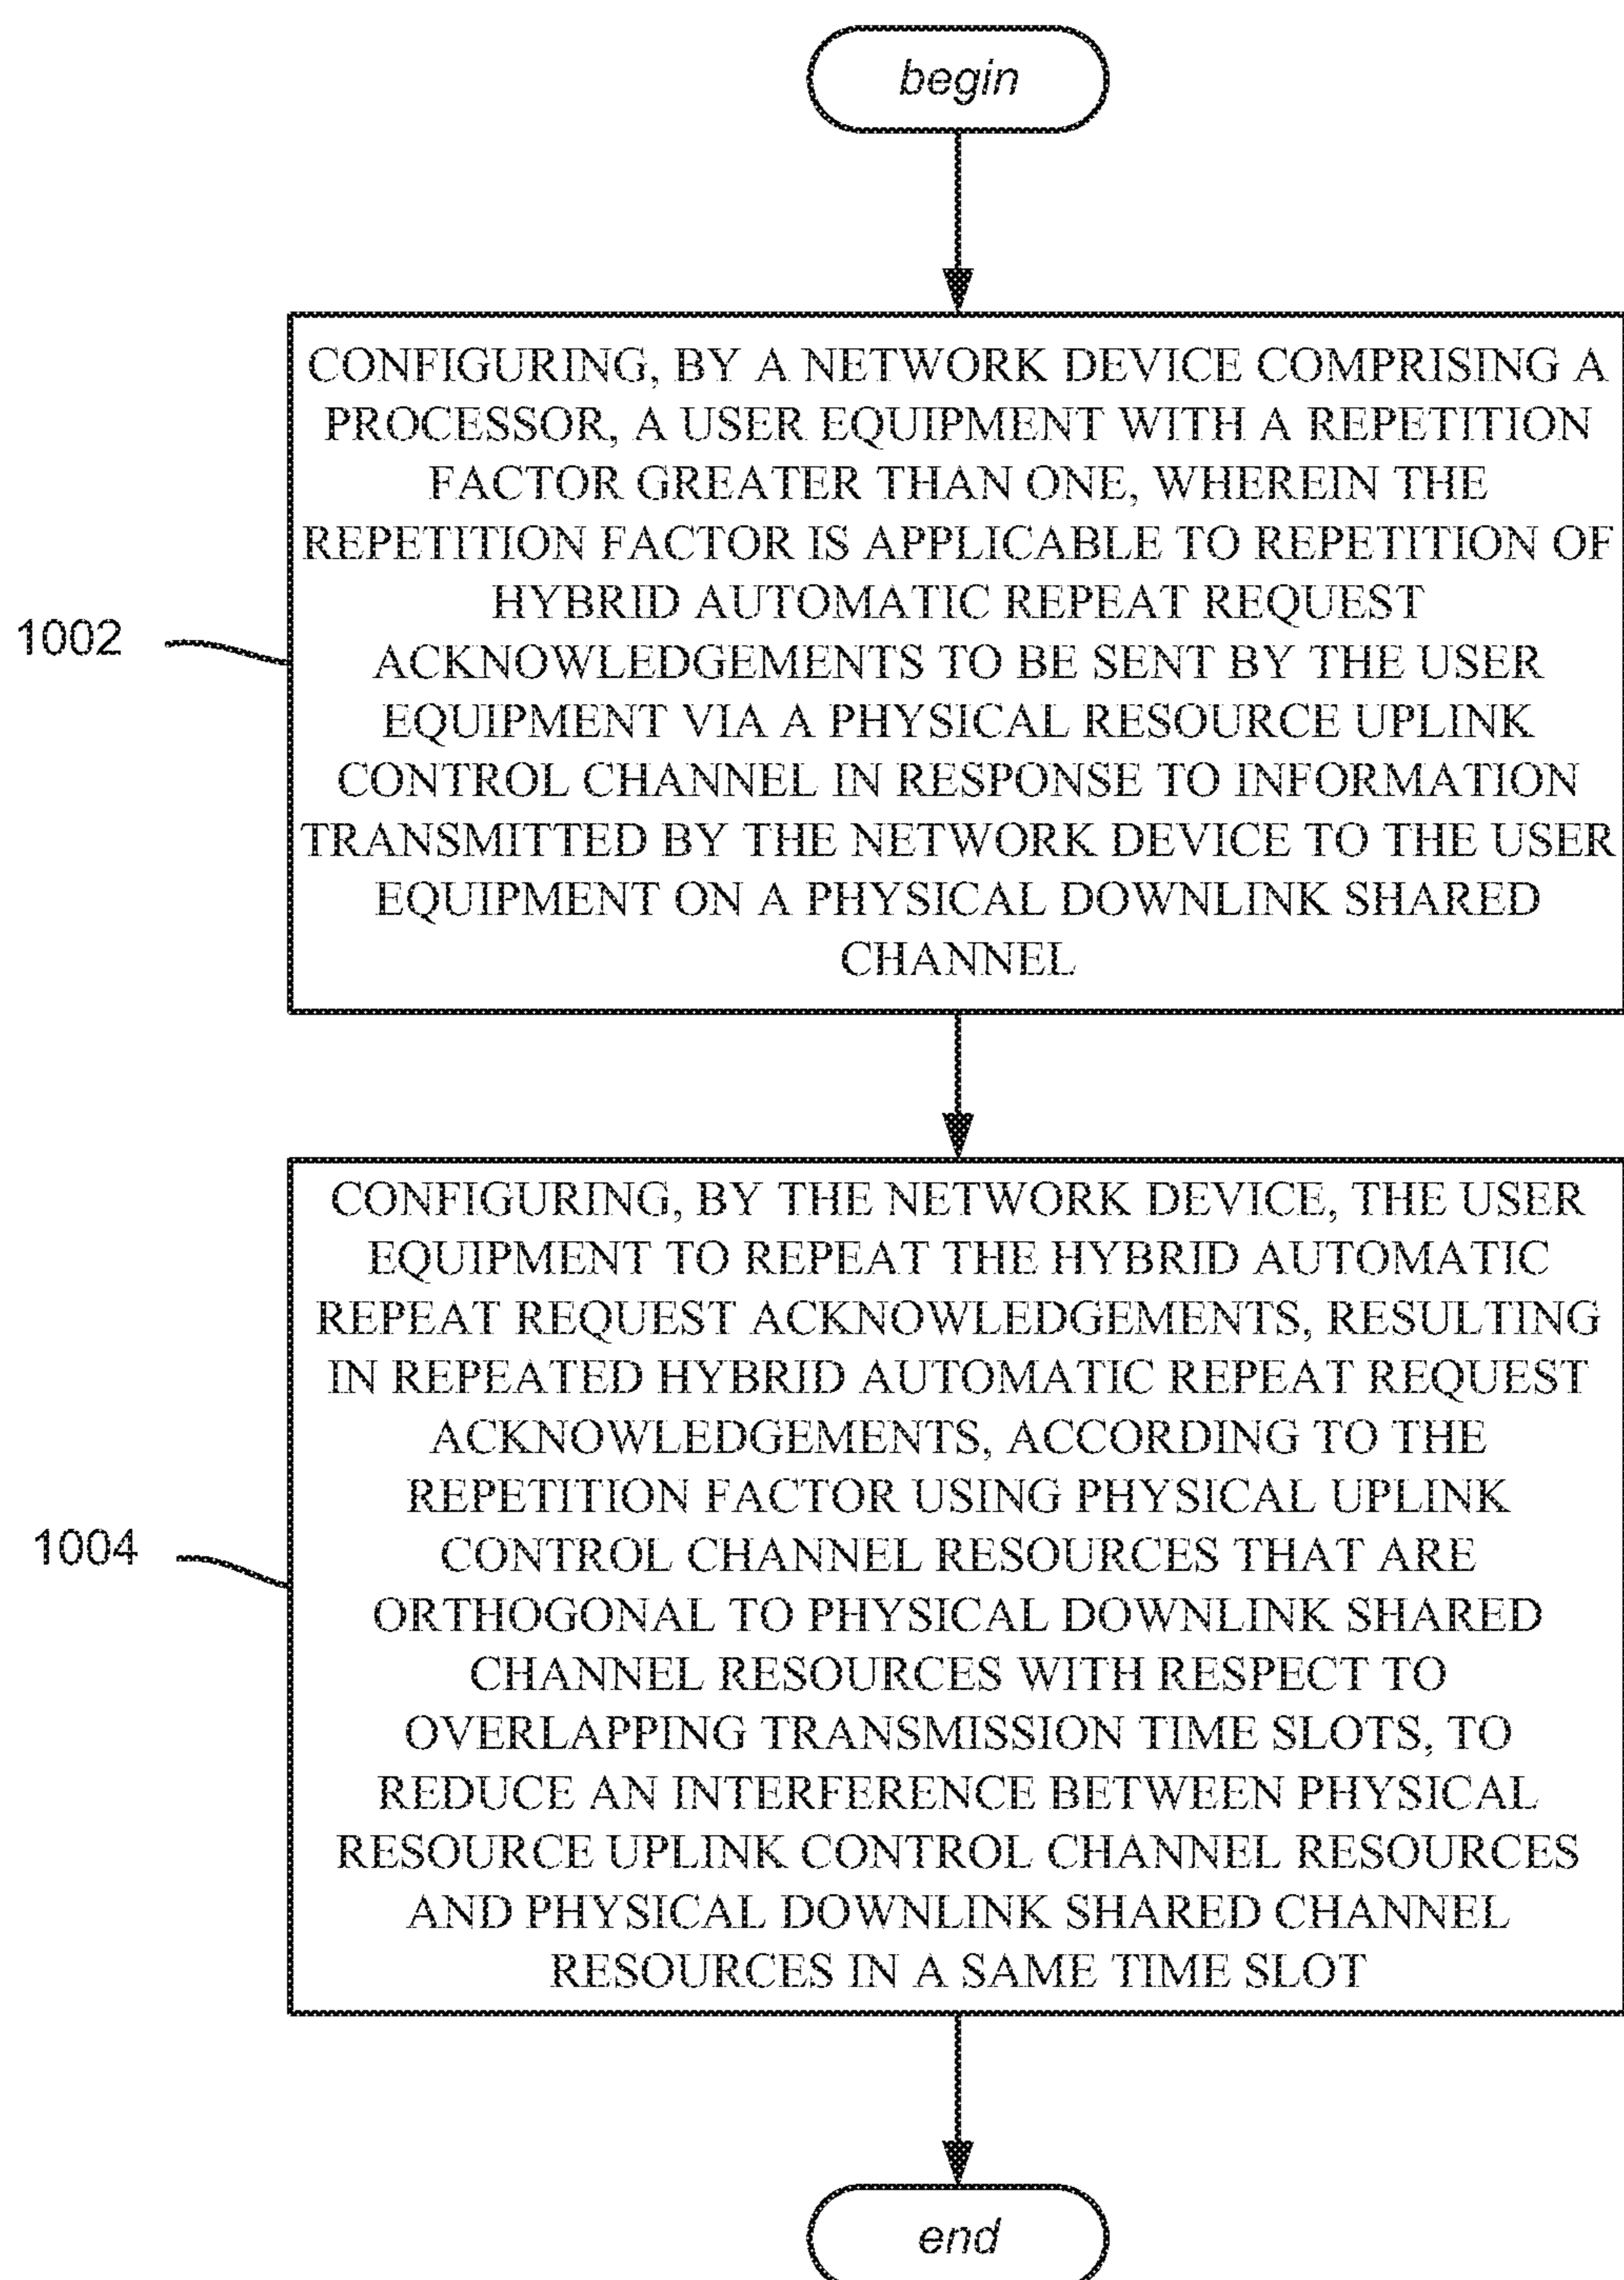 begin
CONFIGURING, BY A NETWORK DEVICE COMPRISING A
PROCESSOR, A USER EQUIPMENT WITH A REPETITION
FACTOR GREATER THAN ONE, WHEREIN THE
REPETITION FACTOR IS APPLICABLE TO REPETITION OF
HYBRID AUTOMATIC REPEAT REQUEST
1002
ACKNOWLEDGEMENTS TO BE SENT BY THE USER
EQUIPMENT VIA A PHYSICAL RESOURCE UPLINK
CONTROL CHANNEL IN RESPONSE TO INFORMATION
TRANSMITTED BY THE NETWORK DEVICE TO THE USER
EQUIPMENT ON A PHYSICAL DOWNLINK SHARED
CHANNEL
CONFIGURING, BY THE NETWORK DEVICE, THE USER
EQUIPMENT TO REPEAT THE HYBRID AUTOMATIC
REPEAT REQUEST ACKNOWLEDGEMENTS, RESULTING
IN REPEATED HYBRID AUTOMATIC REPEAT REQUEST
ACKNOWLEDGEMENTS, ACCORDING TO THE
REPETITION FACTOR USING PHYSICAL UPLINK
1004
CONTROL CHANNEL RESOURCES THAT ARE
ORTHOGONAL TO PHYSICAL DOWNLINK SHARED
CHANNEL RESOURCES WITH RESPECT TO
OVERLAPPING TRANSMISSION TIME SLOTS, TO
REDUCE AN INTERFERENCE BETWEEN PHYSICAL
RESOURCE UPLINK CONTROL CHANNEL RESOURCES
AND PHYSICAL DOWNLINK SHARED CHANNEL
RESOURCES IN A SAME TIME SLOT
end